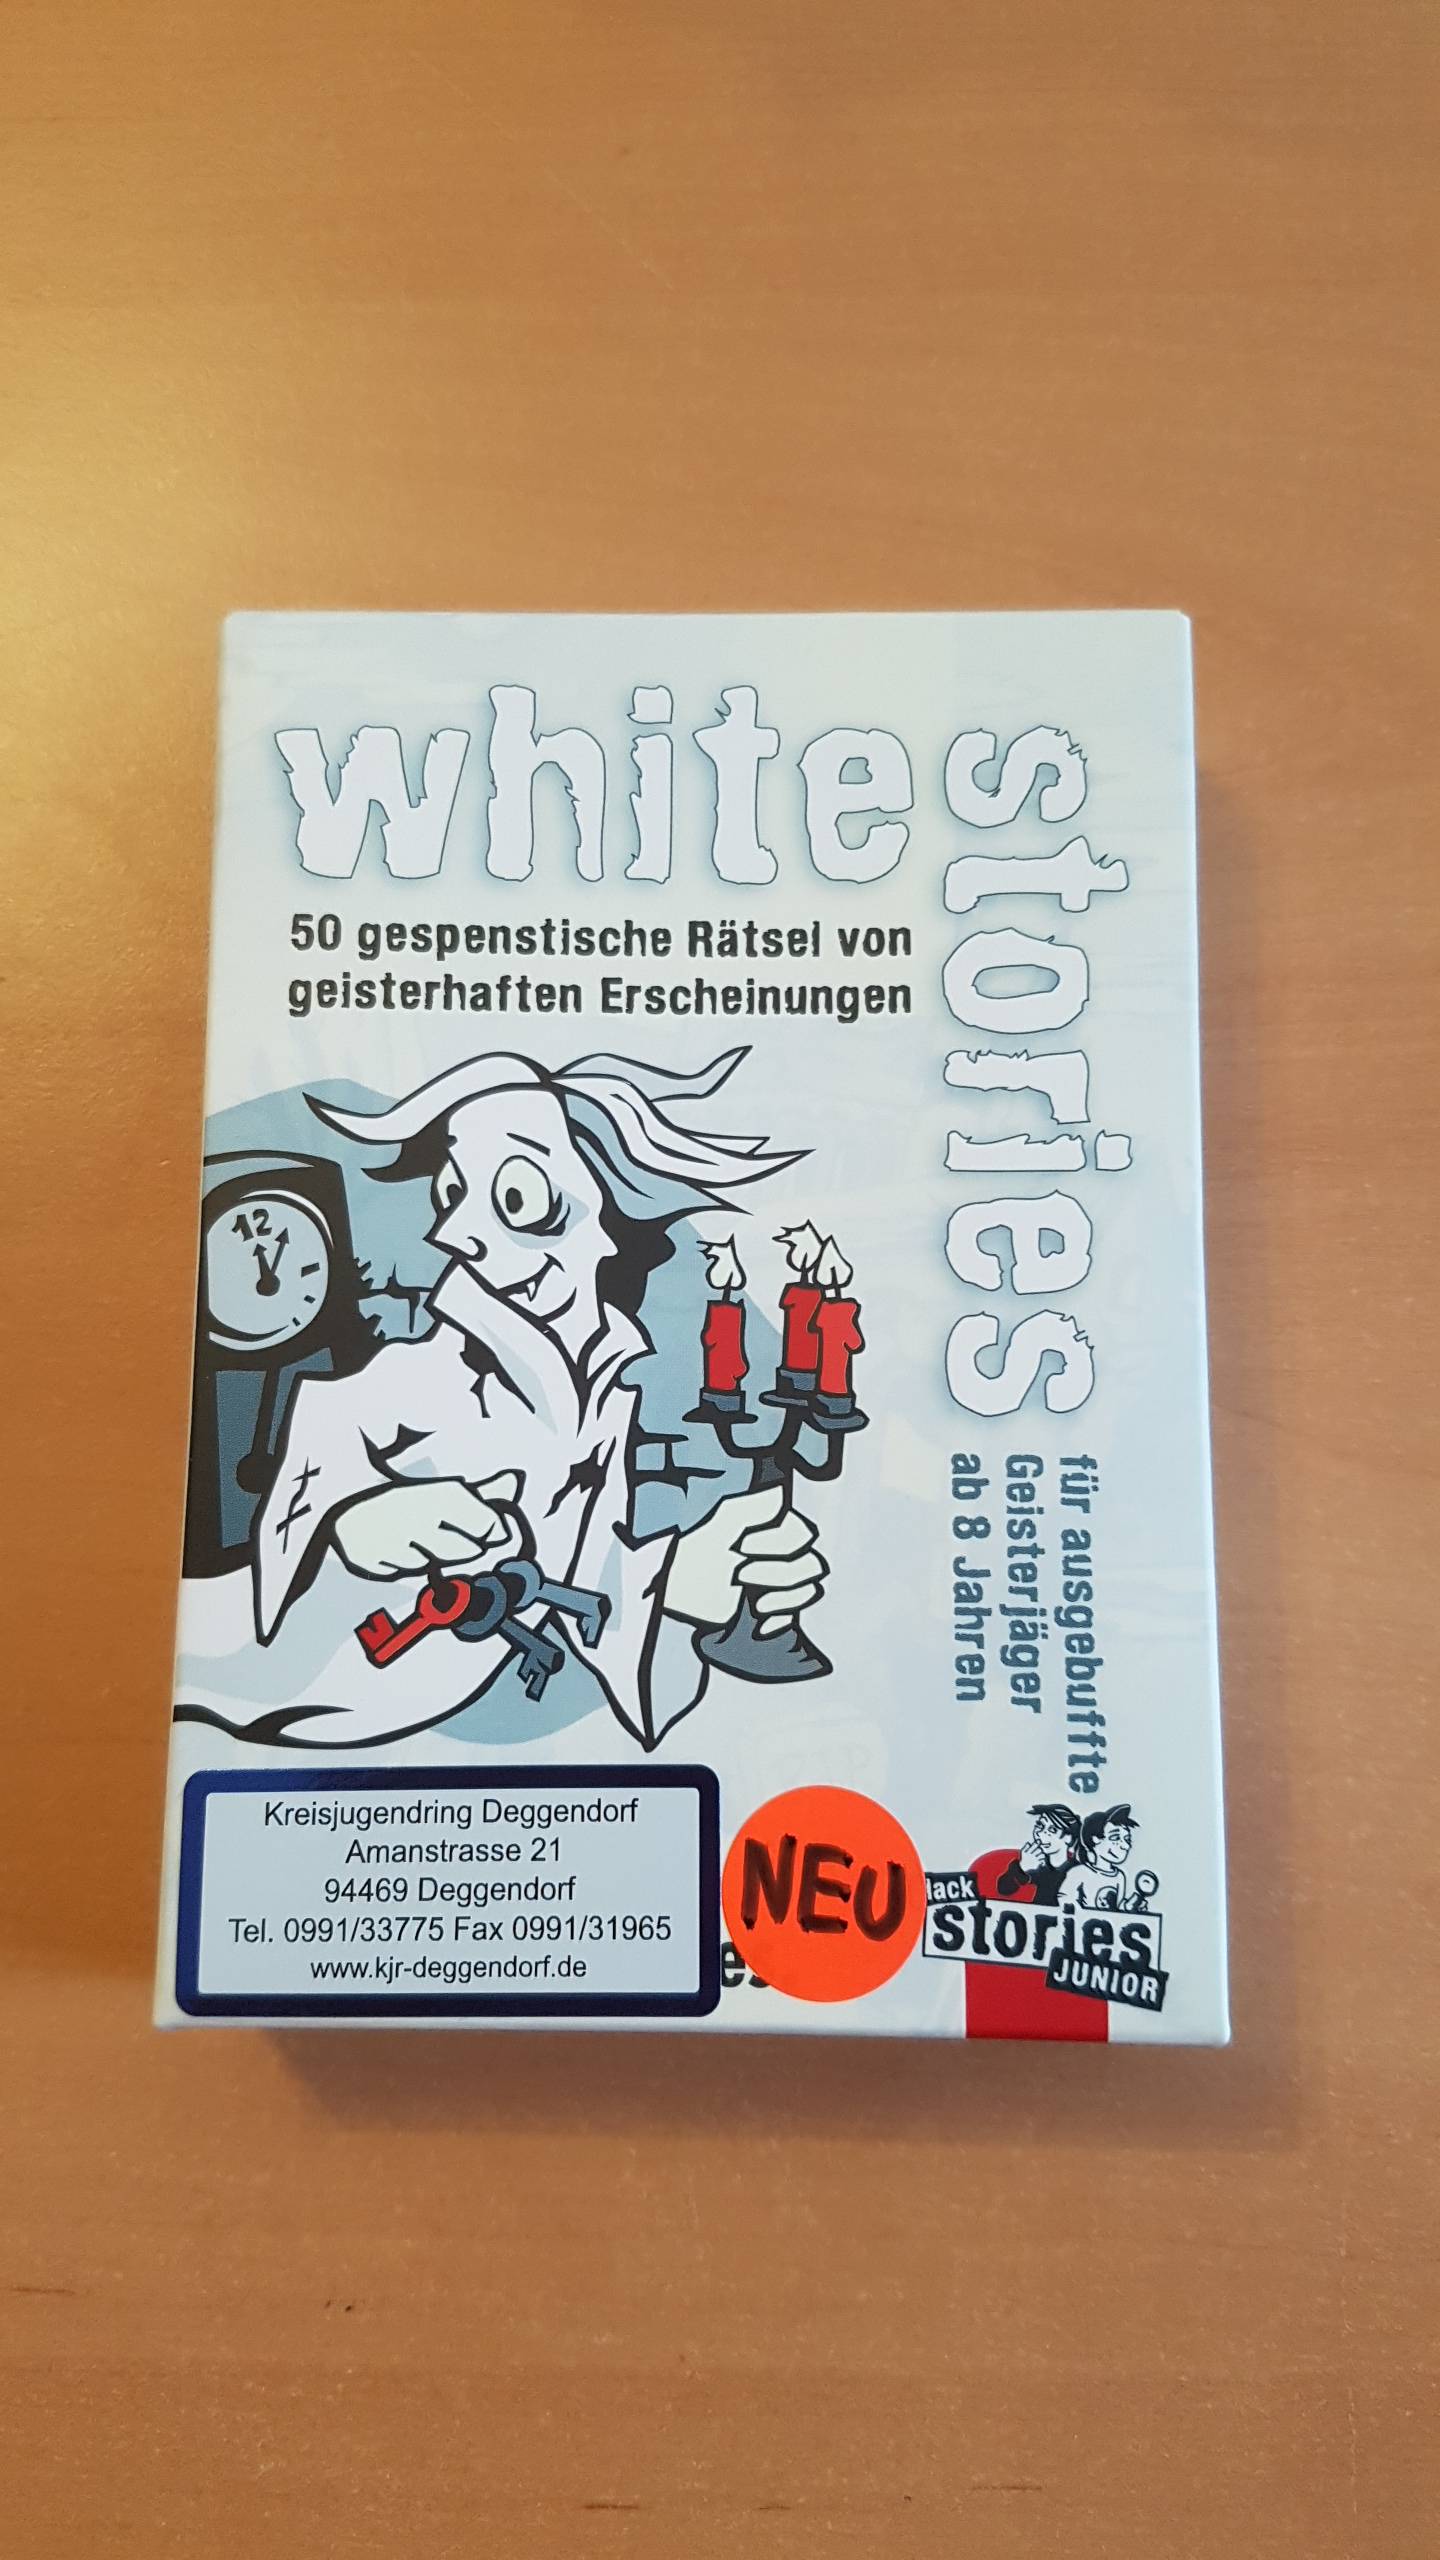 white
stories
50 gespenstische Rätsel von
geisterhaften Erscheinungen
12
für ausgebuffte
Geisterjäger
ab 8 Jahren
Kreisjugendring Deggendorf
Amanstrasse 21
94469 Deggendorf
Tel. 0991/33775 Fax 0991/31965
www.kjr-deggendorf.de
NEU
lack
stories
JUNIOR